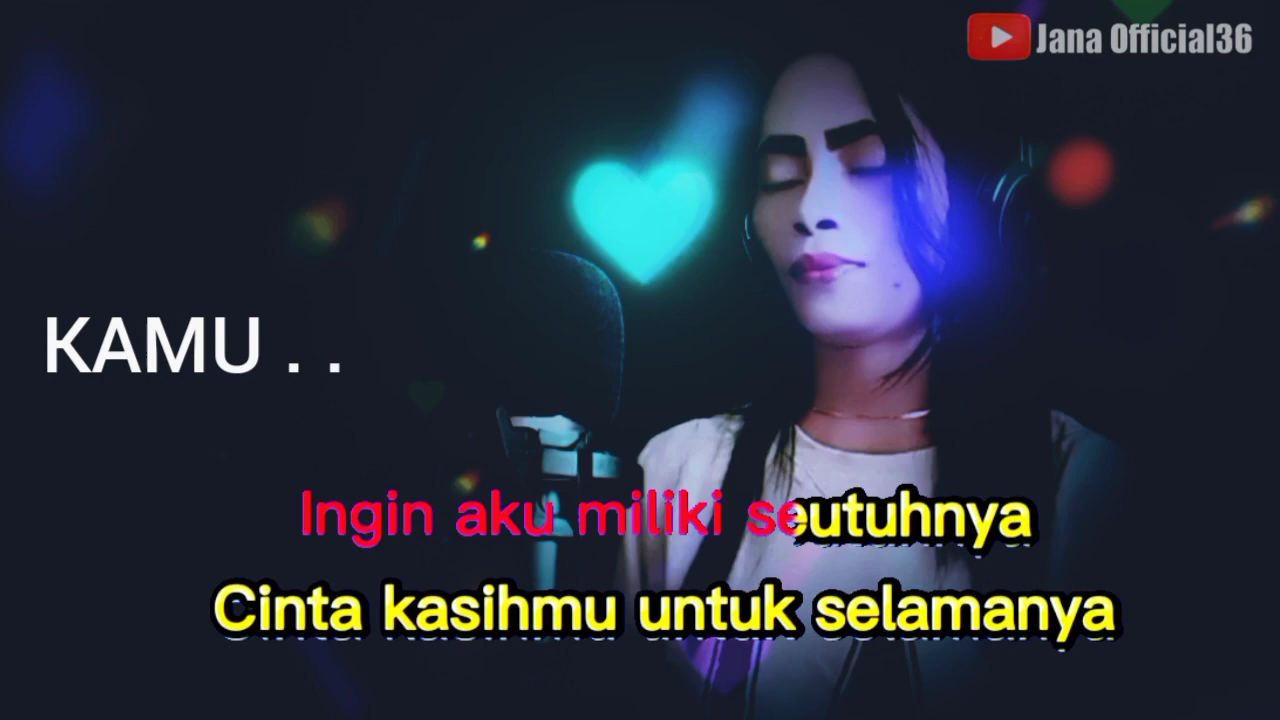 Jana Official36
KAMU . .
Ingin aku miliki seutuhnya
Cinta kasihmu untuk selamanya